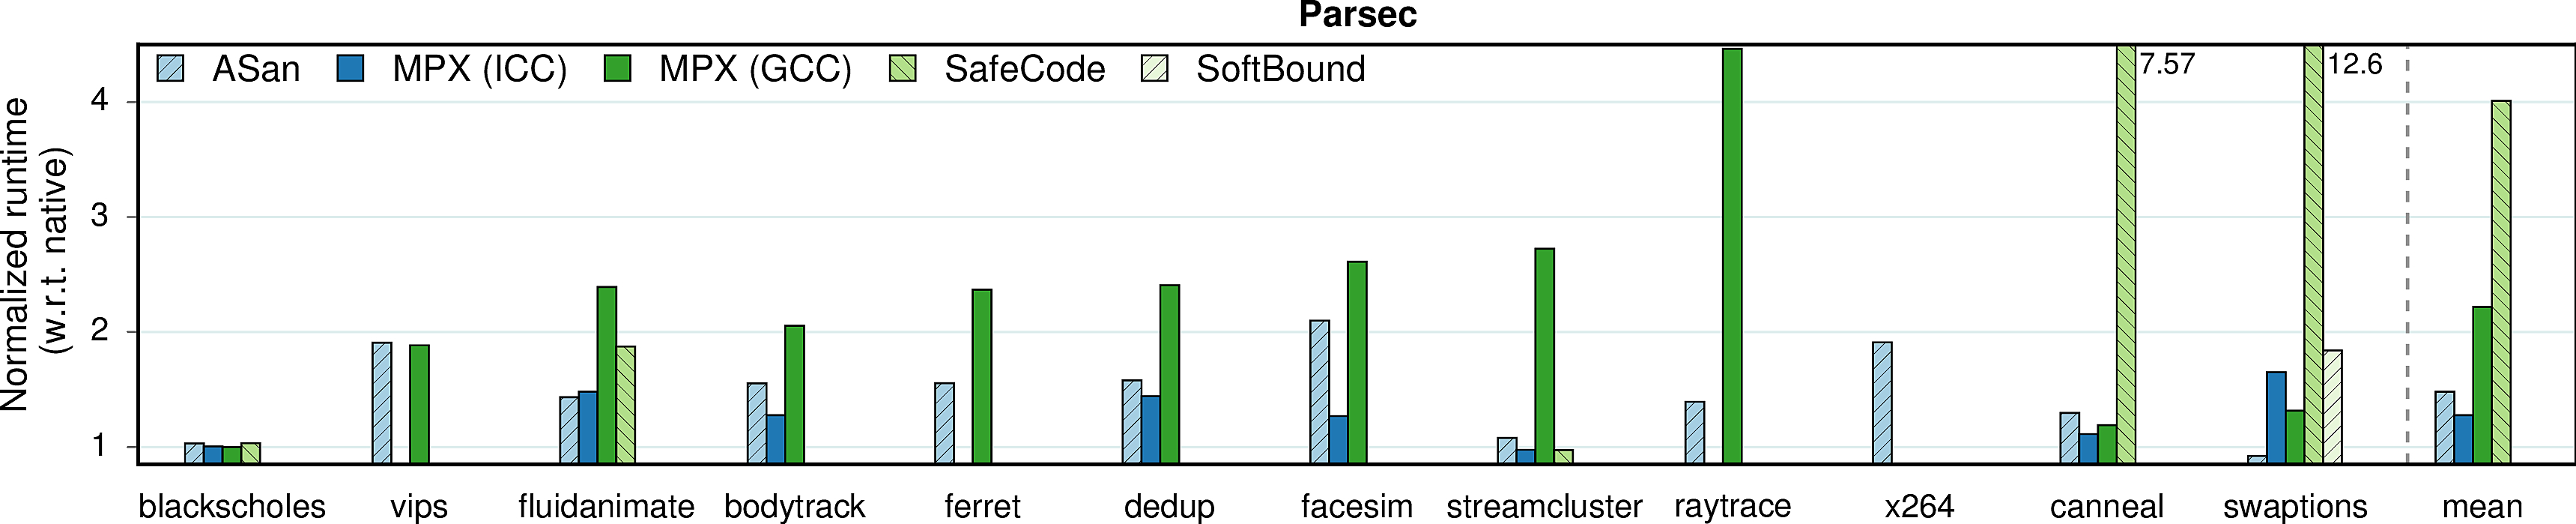 Parsec
ASan MPX (ICC) MPX (GCC) SafeCode SoftBound
7.57 12.6
Normalized runtime
(w.r.t. native)
4
3
2
1
blackscholes vips fluidanimate bodytrack ferret dedup facesim streamcluster raytrace x264 canneal swaptions mean